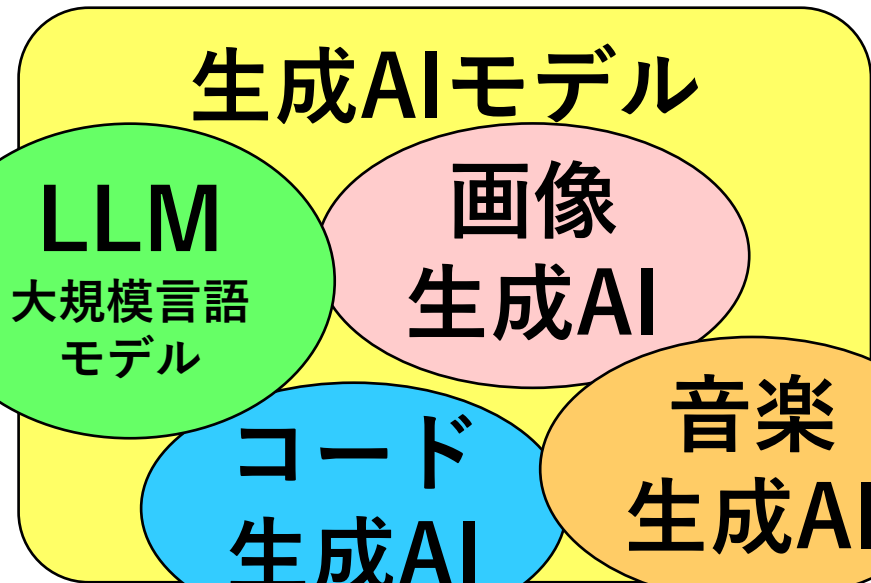 生成AIモデル
LLM
大規模言語
モデル
画像
生成AI
コード
生成AI
音楽
生成AI